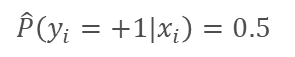 P̂(yᵢ = +1|xᵢ) = 0.5